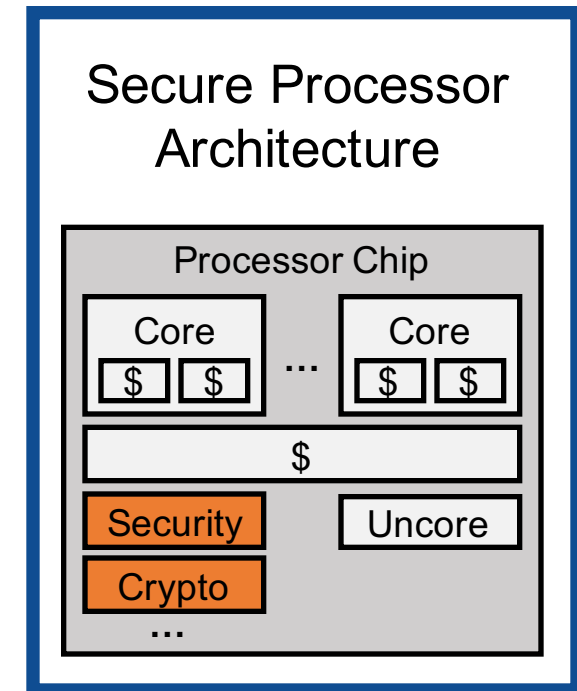 Secure Processor
Architecture
Processor Chip
Core
$ $
...
Core
$ $
$
Security
Uncore
Crypto
...